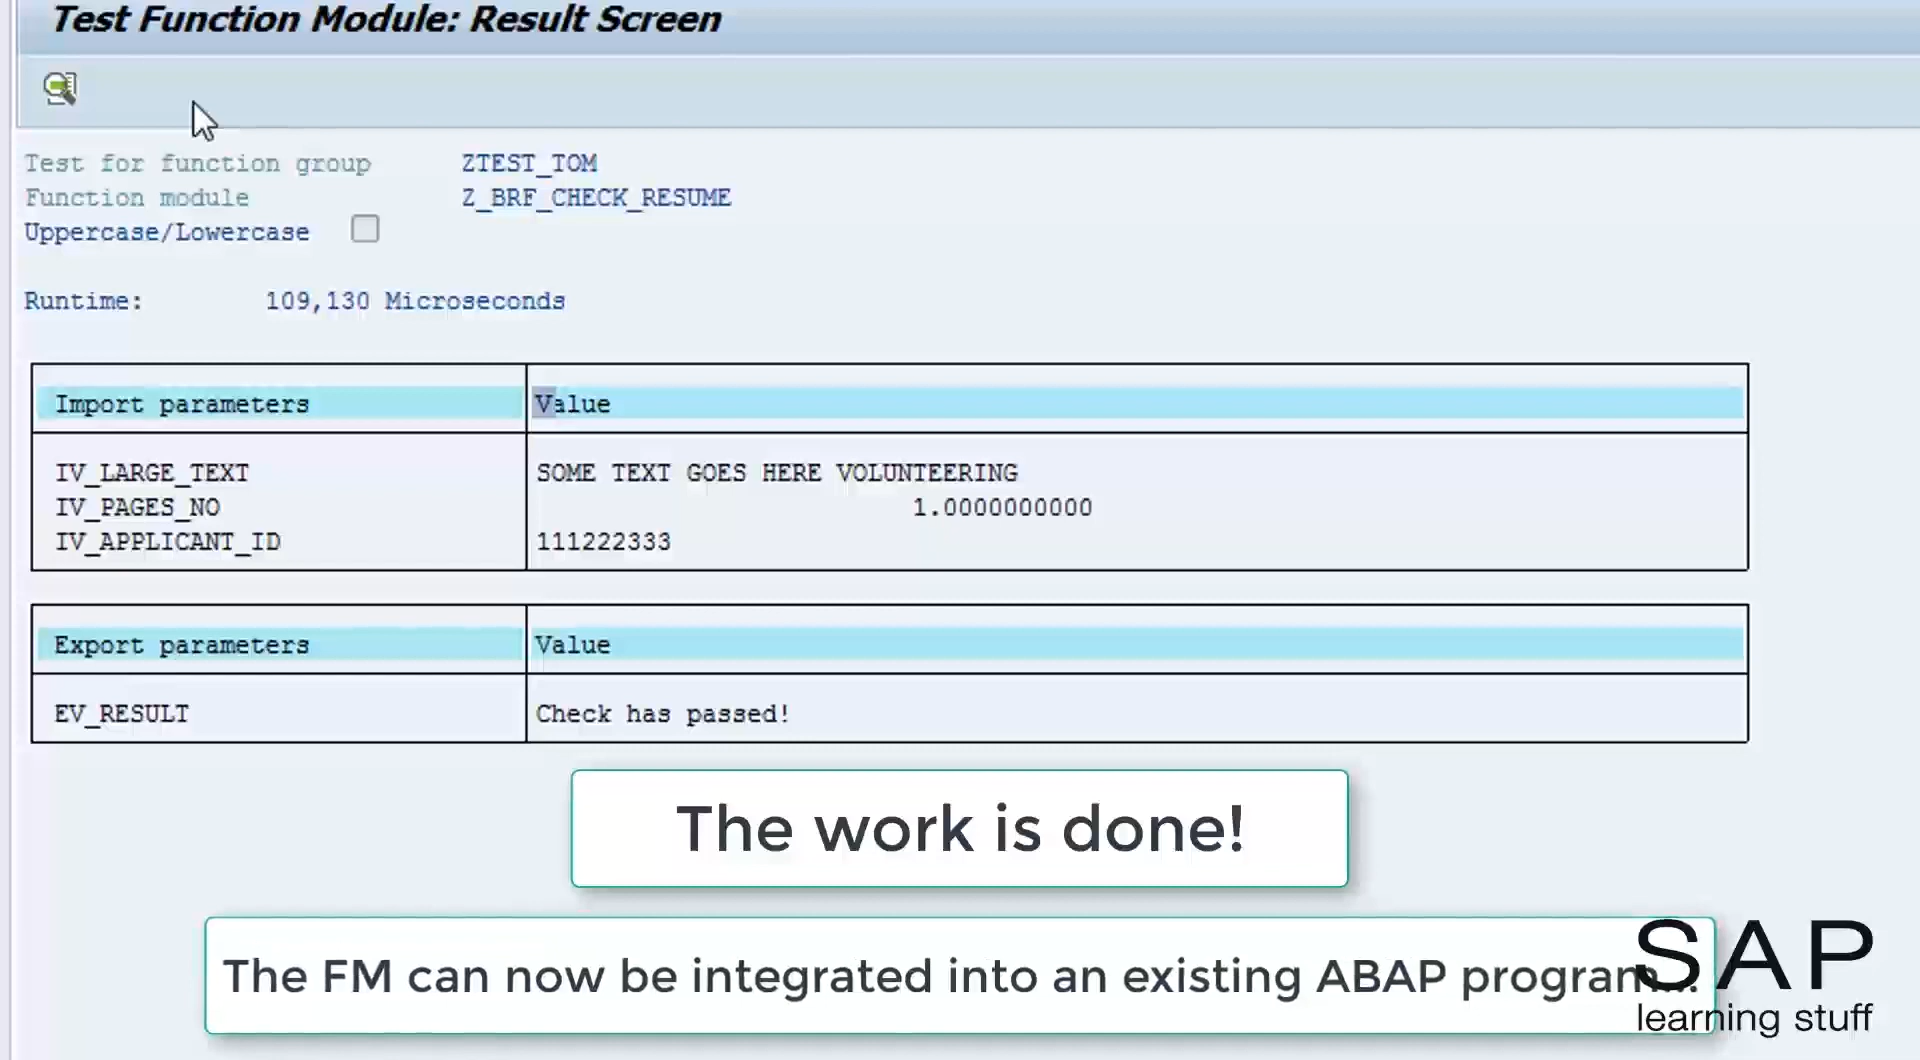 Test Function Module: Result Screen
Test for function group ZTEST_TOM
Function module Z_BRF_CHECK_RESUME
Uppercase/Lowercase
Runtime: 109,130 Microseconds
Import parameters Value
IV_LARGE_TEXT SOME TEXT GOES HERE VOLUNTEERING
IV_PAGES_NO 1.0000000000
IV_APPLICANT_ID 111222333
Export parameters Value
EV_RESULT Check has passed!
The work is done!
The FM can now be integrated into an existing ABAP program...
SAP
learning stuff